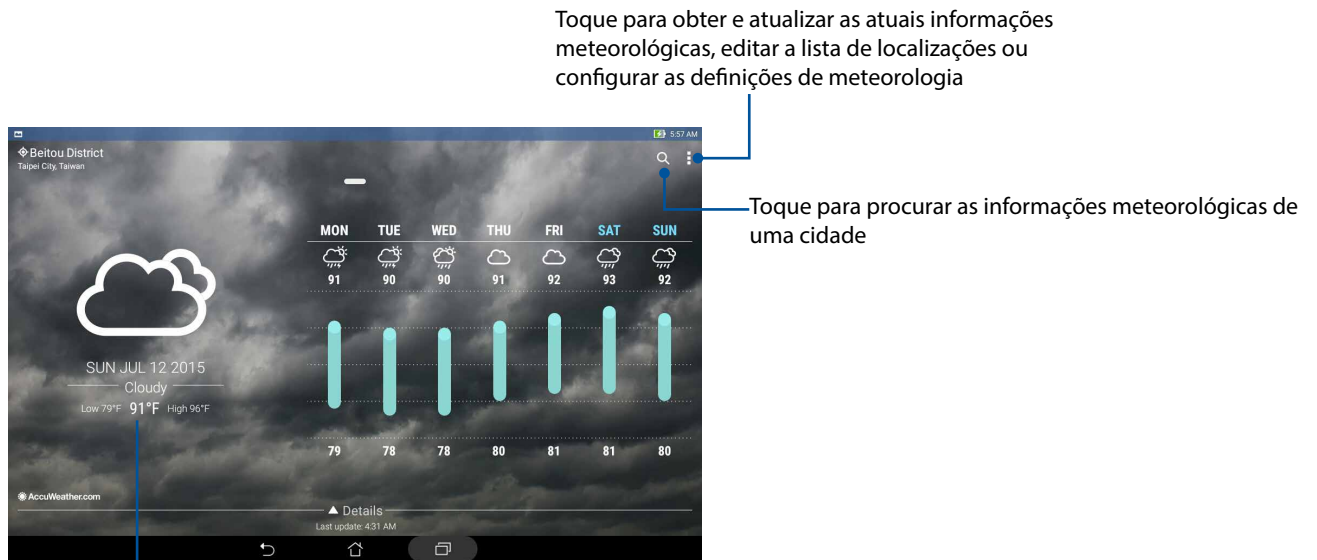 Toque para obter e atualizar as atuais informações
meteorológicas, editar a lista de localizações ou
configurar as definições de meteorologia
5:57 AM
Beitou District
Taipei City, Taiwan
Toque para procurar as informações meteorológicas de
uma cidade
MON TUE WED THU FRI SAT SUN
91 90 90 91 92 93 92
SUN JUL 12 2015
Cloudy
Low 79°F 91°F High 96°F
79 78 78 80 81 81 80
AccuWeather.com
Details
Last update: 4:31 AM